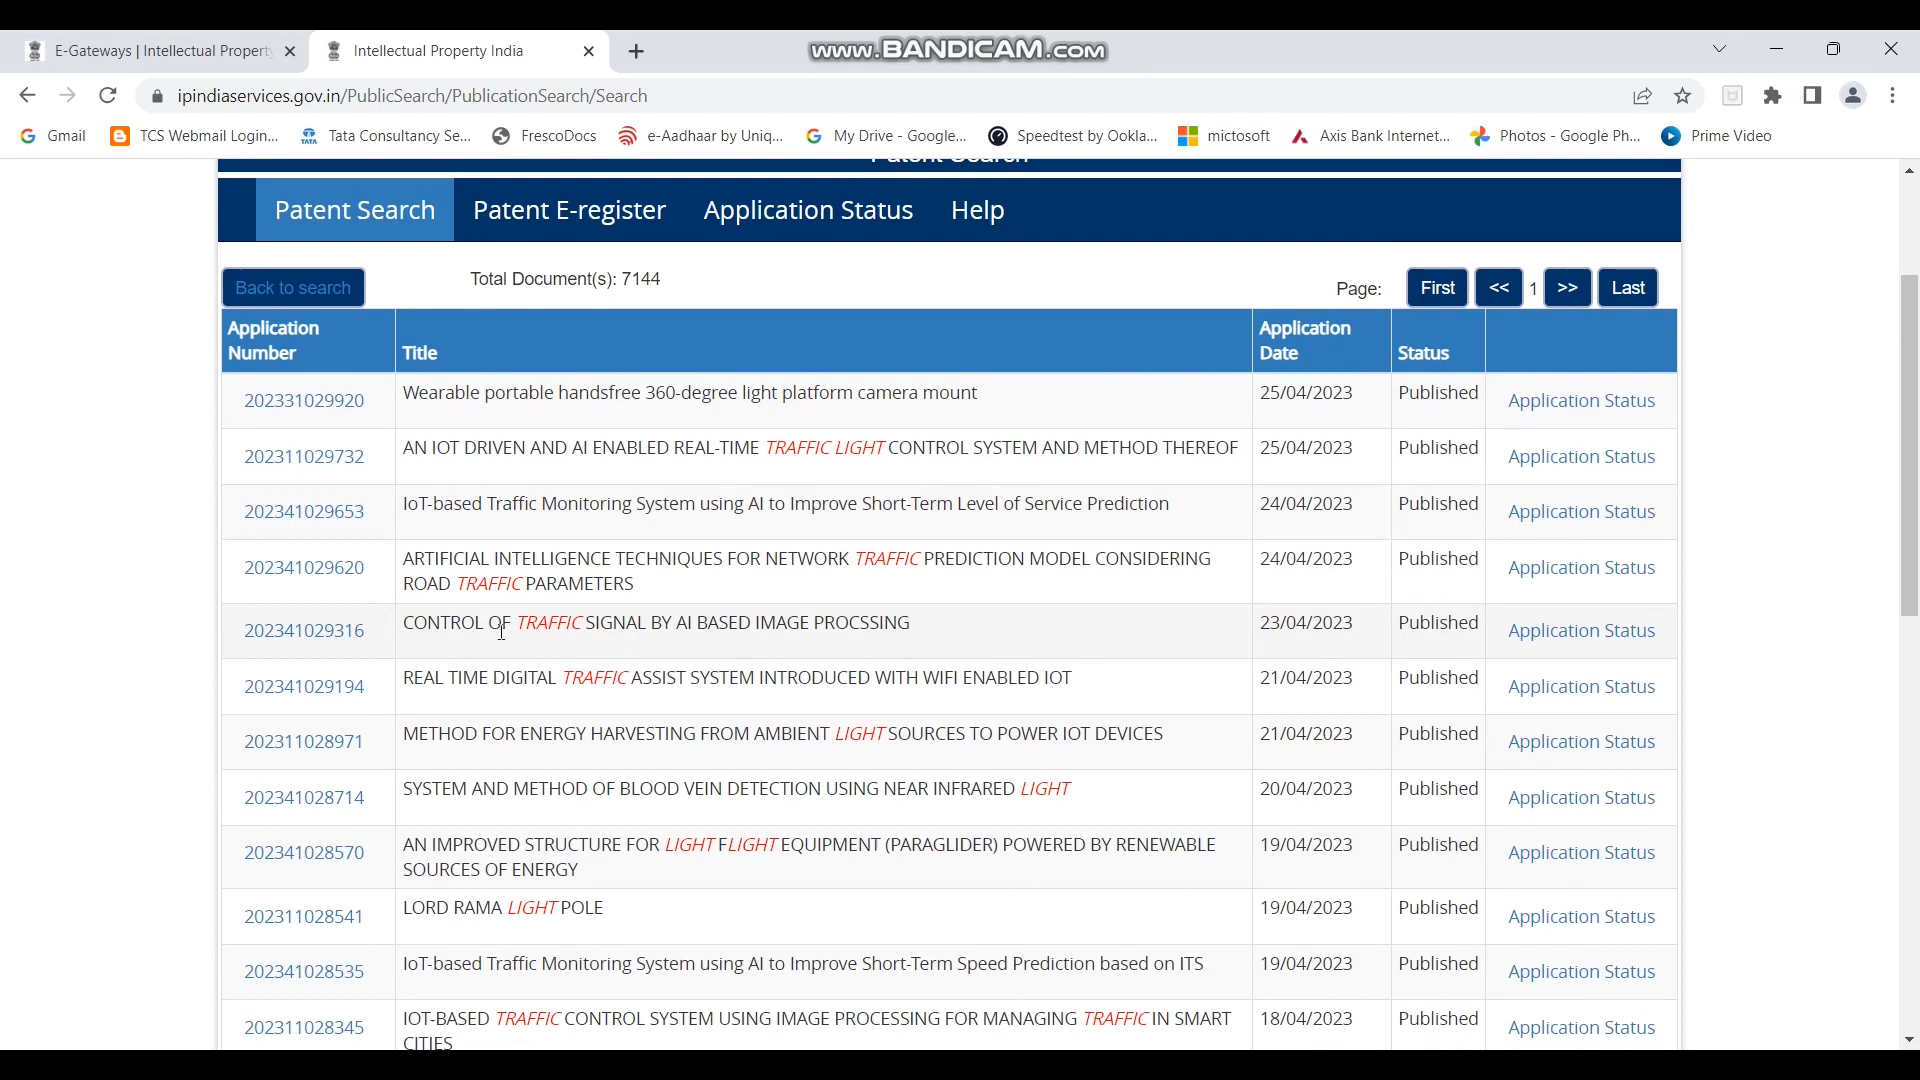 E-Gateways | Intellectual Property
Intellectual Property India
www.BANDICAM.com
ipindiaservices.gov.in/PublicSearch/PublicationSearch/Search
Gmail
TCS Webmail Login...
Tata Consultancy Se...
FrescoDocs
e-Aadhaar by Uniq...
My Drive - Google...
Speedtest by Ookla...
mictosoft
Axis Bank Internet...
Photos - Google Ph...
Prime Video
Patent Search
Patent Search Patent E-register Application Status Help
Back to search Total Document(s): 7144 Page: First << 1 >> Last
Application Number Title Application Date Status
202331029920 Wearable portable handsfree 360-degree light platform camera mount 25/04/2023 Published Application Status
202311029732 AN IOT DRIVEN AND AI ENABLED REAL-TIME TRAFFIC LIGHT CONTROL SYSTEM AND METHOD THEREOF 25/04/2023 Published Application Status
202341029653 IoT-based Traffic Monitoring System using AI to Improve Short-Term Level of Service Prediction 24/04/2023 Published Application Status
202341029620 ARTIFICIAL INTELLIGENCE TECHNIQUES FOR NETWORK TRAFFIC PREDICTION MODEL CONSIDERING 24/04/2023 Published Application Status
ROAD TRAFFIC PARAMETERS
202341029316 CONTROL OF TRAFFIC SIGNAL BY AI BASED IMAGE PROCSSING 23/04/2023 Published Application Status
202341029194 REAL TIME DIGITAL TRAFFIC ASSIST SYSTEM INTRODUCED WITH WIFI ENABLED IOT 21/04/2023 Published Application Status
202311028971 METHOD FOR ENERGY HARVESTING FROM AMBIENT LIGHT SOURCES TO POWER IOT DEVICES 21/04/2023 Published Application Status
202341028714 SYSTEM AND METHOD OF BLOOD VEIN DETECTION USING NEAR INFRARED LIGHT 20/04/2023 Published Application Status
202341028570 AN IMPROVED STRUCTURE FOR LIGHT FLIGHT EQUIPMENT (PARAGLIDER) POWERED BY RENEWABLE 19/04/2023 Published Application Status
SOURCES OF ENERGY
202311028541 LORD RAMA LIGHT POLE 19/04/2023 Published Application Status
202341028535 IoT-based Traffic Monitoring System using AI to Improve Short-Term Speed Prediction based on ITS 19/04/2023 Published Application Status
202311028345 IOT-BASED TRAFFIC CONTROL SYSTEM USING IMAGE PROCESSING FOR MANAGING TRAFFIC IN SMART 18/04/2023 Published Application Status
CITIES